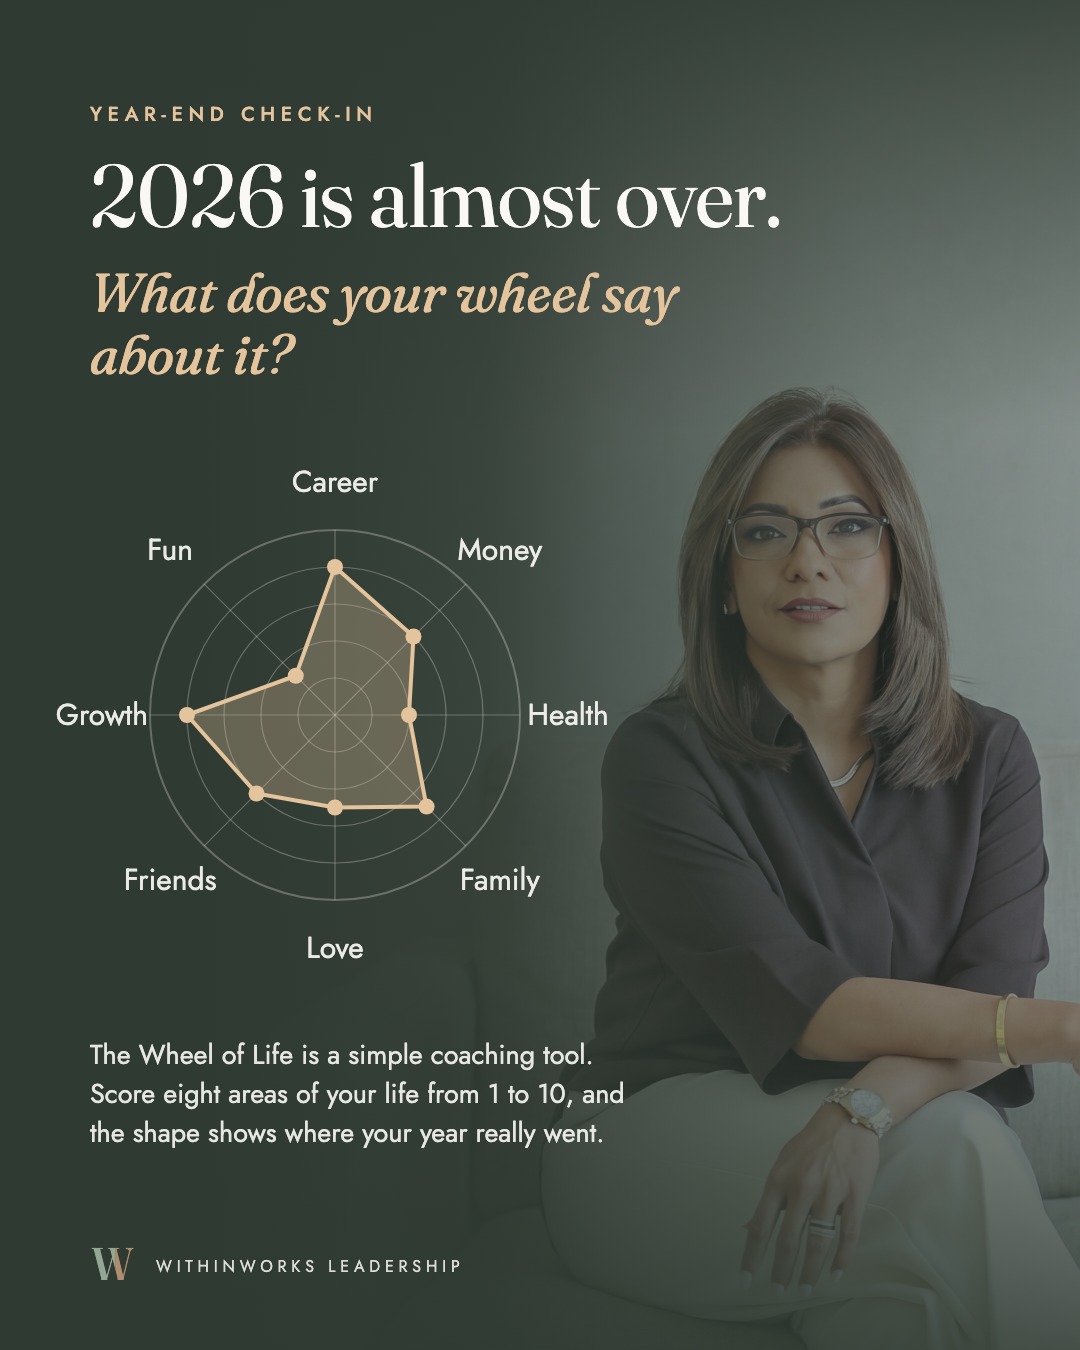 YEAR-END CHECK-IN
2026 is almost over.
What does your wheel say
about it?
Career
Fun
Money
Growth
Health
Friends
Family
Love
The Wheel of Life is a simple coaching tool.
Score eight areas of your life from 1 to 10, and
the shape shows where your year really went.
W WITHINWORKS LEADERSHIP